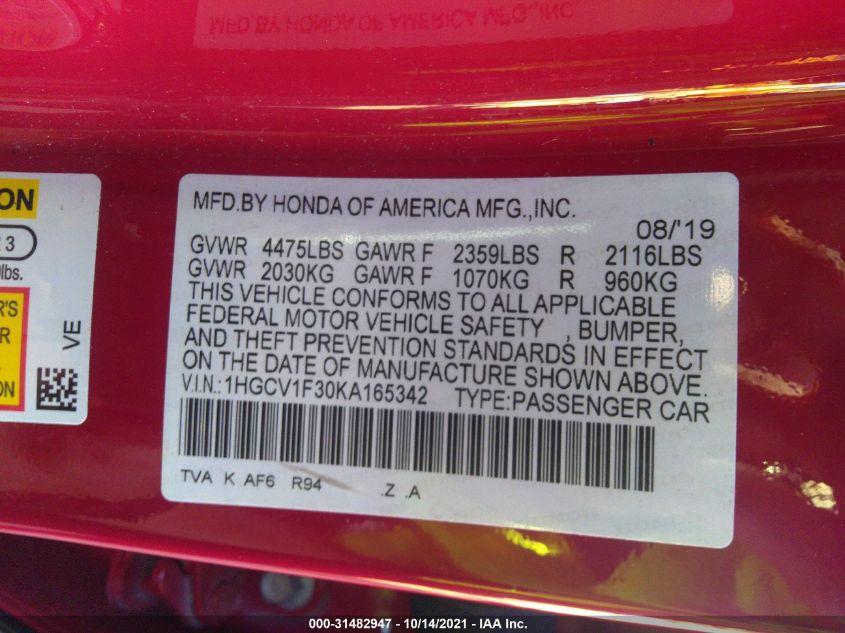 MFD.BY HONDA OF AMERICA MFG.,INC.
ON
3
lbs.
R'S
R
ON
VE
MFD.BY HONDA OF AMERICA MFG.,INC.
08/'19
GVWR 4475LBS GAWR F 2359LBS R 2116LBS
GVWR 2030KG GAWR F 1070KG R 960KG
THIS VEHICLE CONFORMS TO ALL APPLICABLE
FEDERAL MOTOR VEHICLE SAFETY , BUMPER,
AND THEFT PREVENTION STANDARDS IN EFFECT
ON THE DATE OF MANUFACTURE SHOWN ABOVE.
V.I.N.:1HGCV1F30KA165342 TYPE:PASSENGER CAR
TVA K AF6 R94 .Z .A
000-31482947 - 10/14/2021 - IAA Inc.